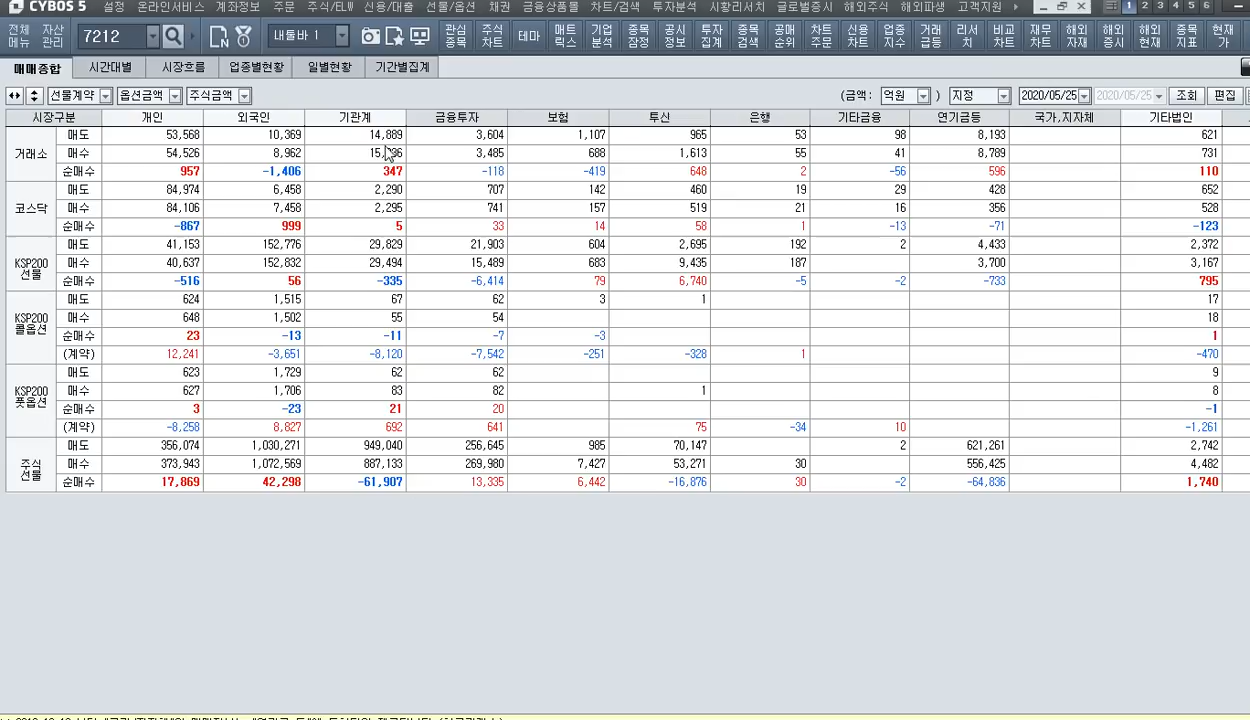 CYBOS 5 설정 온라인서비스 계좌정보 주문 주식/ELW 신용/대출 선물/옵션 채권 금융상품몰 차트/검색 투자분석 시황리서치 글로벌증시 해외주식 해외파생 고객지원 1 2 3 4 5 6
전체 메뉴 자산 관리 7212 내툴바 1 관심 종목 주식 차트 테마 매트 릭스 기업 분석 종목 잠정 공시 정보 투자 집계 종목 검색 공매 순위 차트 주문 신용 차트 업종 지수 거래 급등 리서 치 비교 차트 재무 차트 해외 자재 해외 증시 해외 현재 종목 지표 현재 가
매매종합 시간대별 시장흐름 업종별현황 일별현황 기간별집계
선물계약 옵션금액 주식금액 (금액: 억원 ) 지정 2020/05/25 2020/05/25 조회 편집
시장구분 개인 외국인 기관계 금융투자 보험 투신 은행 기타금융 연기금등 국가,지자체 기타법인
거래소
매도 53,568 10,369 14,889 3,604 1,107 965 53 98 8,193 621
매수 54,526 8,962 3,485 688 1,613 55 41 8,789 731
순매수 957 -1,406 347 -118 -419 648 2 -56 596 110
코스닥
매도 84,974 6,458 2,290 707 142 460 19 29 428 652
매수 84,106 7,458 2,295 741 157 519 21 16 356 528
순매수 -867 999 5 33 14 58 1 -13 -71 -123
KSP200 선물
매도 41,153 152,776 29,829 21,903 604 2,695 192 2 4,433 2,372
매수 40,637 152,832 29,494 15,489 683 9,435 187 3,700 3,167
순매수 -516 56 -335 -6,414 79 6,740 -5 -2 -733 795
KSP200 콜옵션
매도 624 1,515 67 62 3 1 17
매수 648 1,502 55 54 18
순매수 23 -13 -11 -7 -3 1
(계약) 12,241 -3,651 -8,120 -7,542 -251 -328 1 -470
KSP200 풋옵션
매도 623 1,729 62 62 9
매수 627 1,706 83 82 1 8
순매수 3 -23 21 20 -1
(계약) -8,258 8,827 692 641 75 -34 10 -1,261
주식 선물
매도 356,074 1,030,271 949,040 256,645 985 70,147 2 621,261 2,742
매수 373,943 1,072,569 887,133 269,980 7,427 53,271 30 556,425 4,482
순매수 17,869 42,298 -61,907 13,335 6,442 -16,876 30 -2 -64,836 1,740